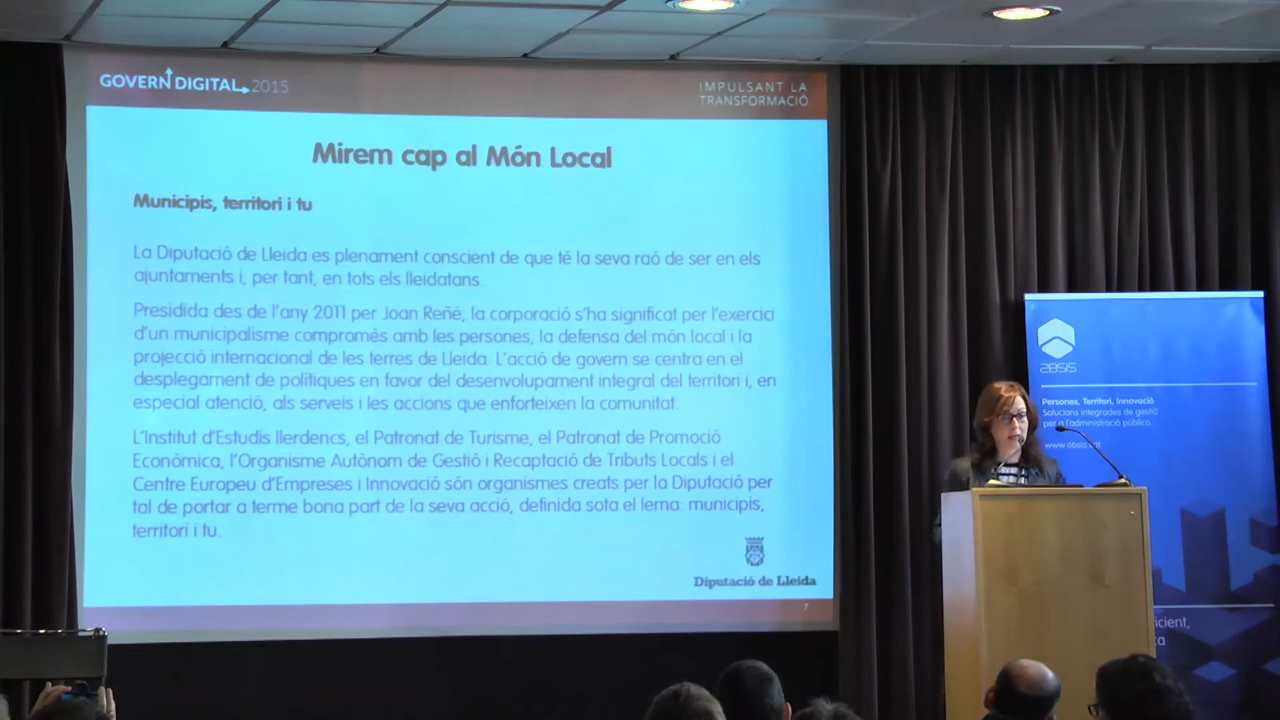 GOVERN DIGITAL 2015
IMPULSANT LA
TRANSFORMACIÓ
Mirem cap al Món Local
Municipis, territori i tu
La Diputació de Lleida es plenament conscient de que té la seva raó de ser en els
ajuntaments i, per tant, en tots els lleidatans.
Presidida des de l'any 2011 per Joan Reñé, la corporació s'ha significat per l'exercici
d'un municipalisme compromès amb les persones, la defensa del món local i la
projecció internacional de les terres de Lleida. L'acció de govern se centra en el
desplegament de polítiques en favor del desenvolupament integral del territori i, en
especial atenció, als serveis i les accions que enforteixen la comunitat.
L'Institut d'Estudis Ilerdencs, el Patronat de Turisme, el Patronat de Promoció
Econòmica, l'Organisme Autònom de Gestió i Recaptació de Tributs Locals i el
Centre Europeu d'Empreses i Innovació són organismes creats per la Diputació per
tal de portar a terme bona part de la seva acció, definida sota el lema: municipis,
territori i tu.
Diputació de Lleida
7
absis
Persones, Territori, Innovació
Solucions integrades de gestió
per a l'administració pública
www.absis
icient,
ca